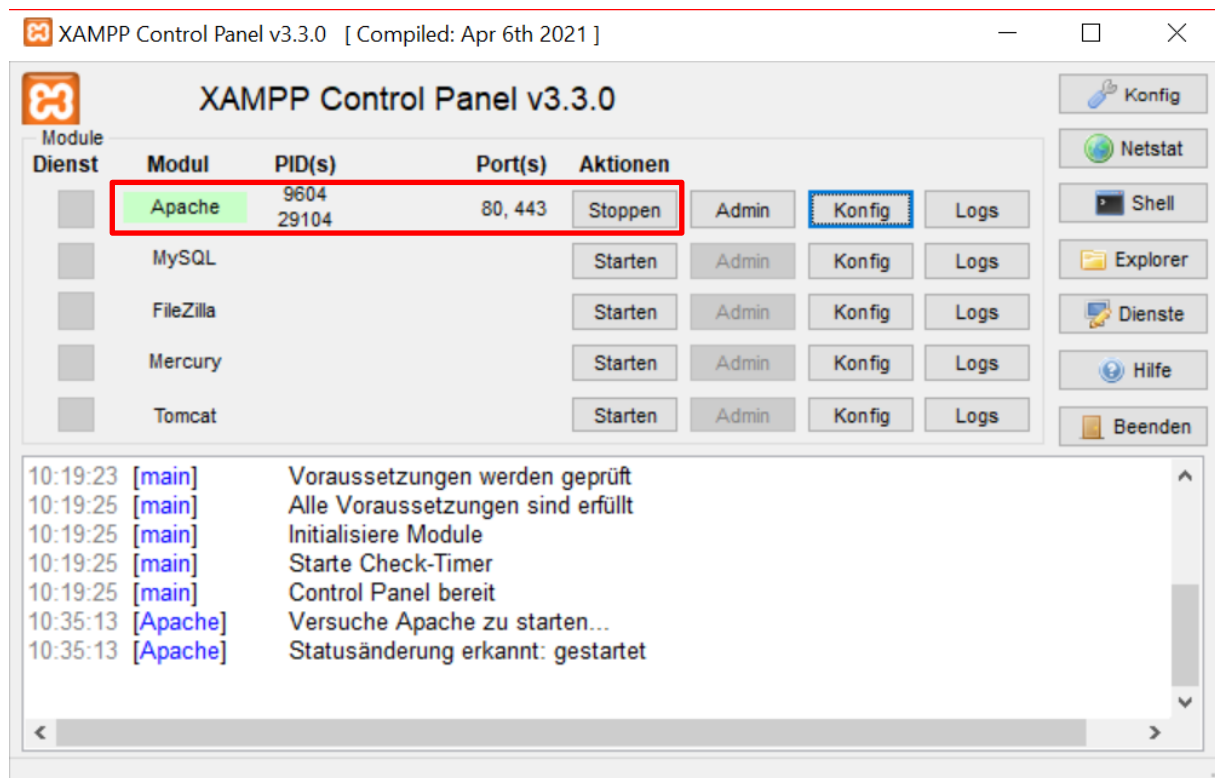 XAMPP Control Panel v3.3.0 [ Compiled: Apr 6th 2021 ]
XAMPP Control Panel v3.3.0
Konfig
Module
Dienst Modul PID(s) Port(s) Aktionen
Netstat
Apache 9604 29104 80, 443 Stoppen Admin Konfig Logs
Shell
MySQL Starten Admin Konfig Logs
Explorer
FileZilla Starten Admin Konfig Logs
Dienste
Mercury Starten Admin Konfig Logs
Hilfe
Tomcat Starten Admin Konfig Logs
Beenden
10:19:23 [main] Voraussetzungen werden geprüft
10:19:25 [main] Alle Voraussetzungen sind erfüllt
10:19:25 [main] Initialisiere Module
10:19:25 [main] Starte Check-Timer
10:19:25 [main] Control Panel bereit
10:35:13 [Apache] Versuche Apache zu starten...
10:35:13 [Apache] Statusänderung erkannt: gestartet